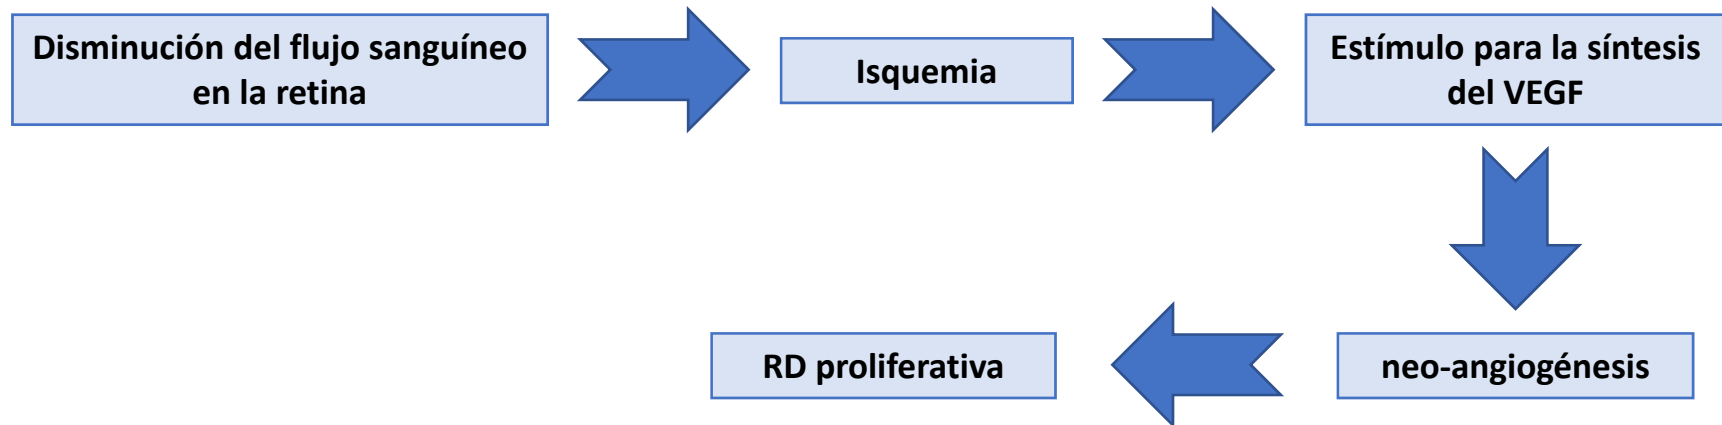 Disminución del flujo sanguíneo
en la retina
Isquemia
Estímulo para la síntesis
del VEGF
neo-angiogénesis
RD proliferativa